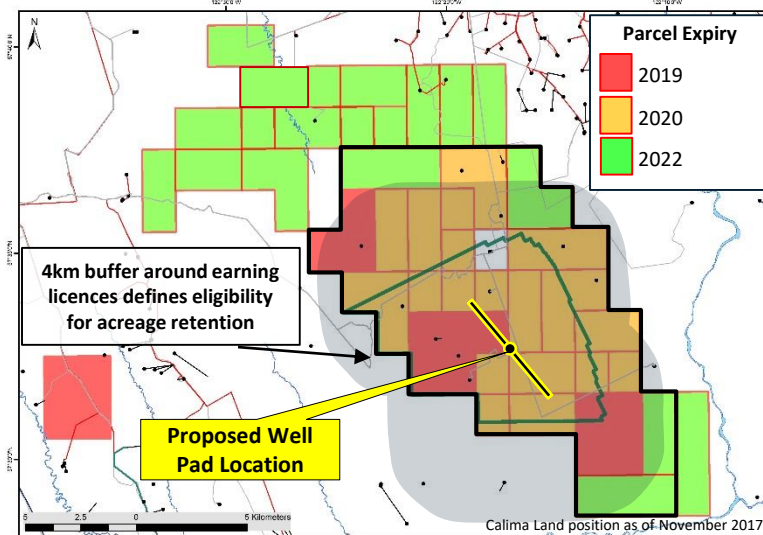 N
Parcel Expiry
2019
2020
2022
4km buffer around earning
licences defines eligibility
for acreage retention
Proposed Well
Pad Location
5 2.5 0 5 Kilometers
Calima Land position as of November 2017